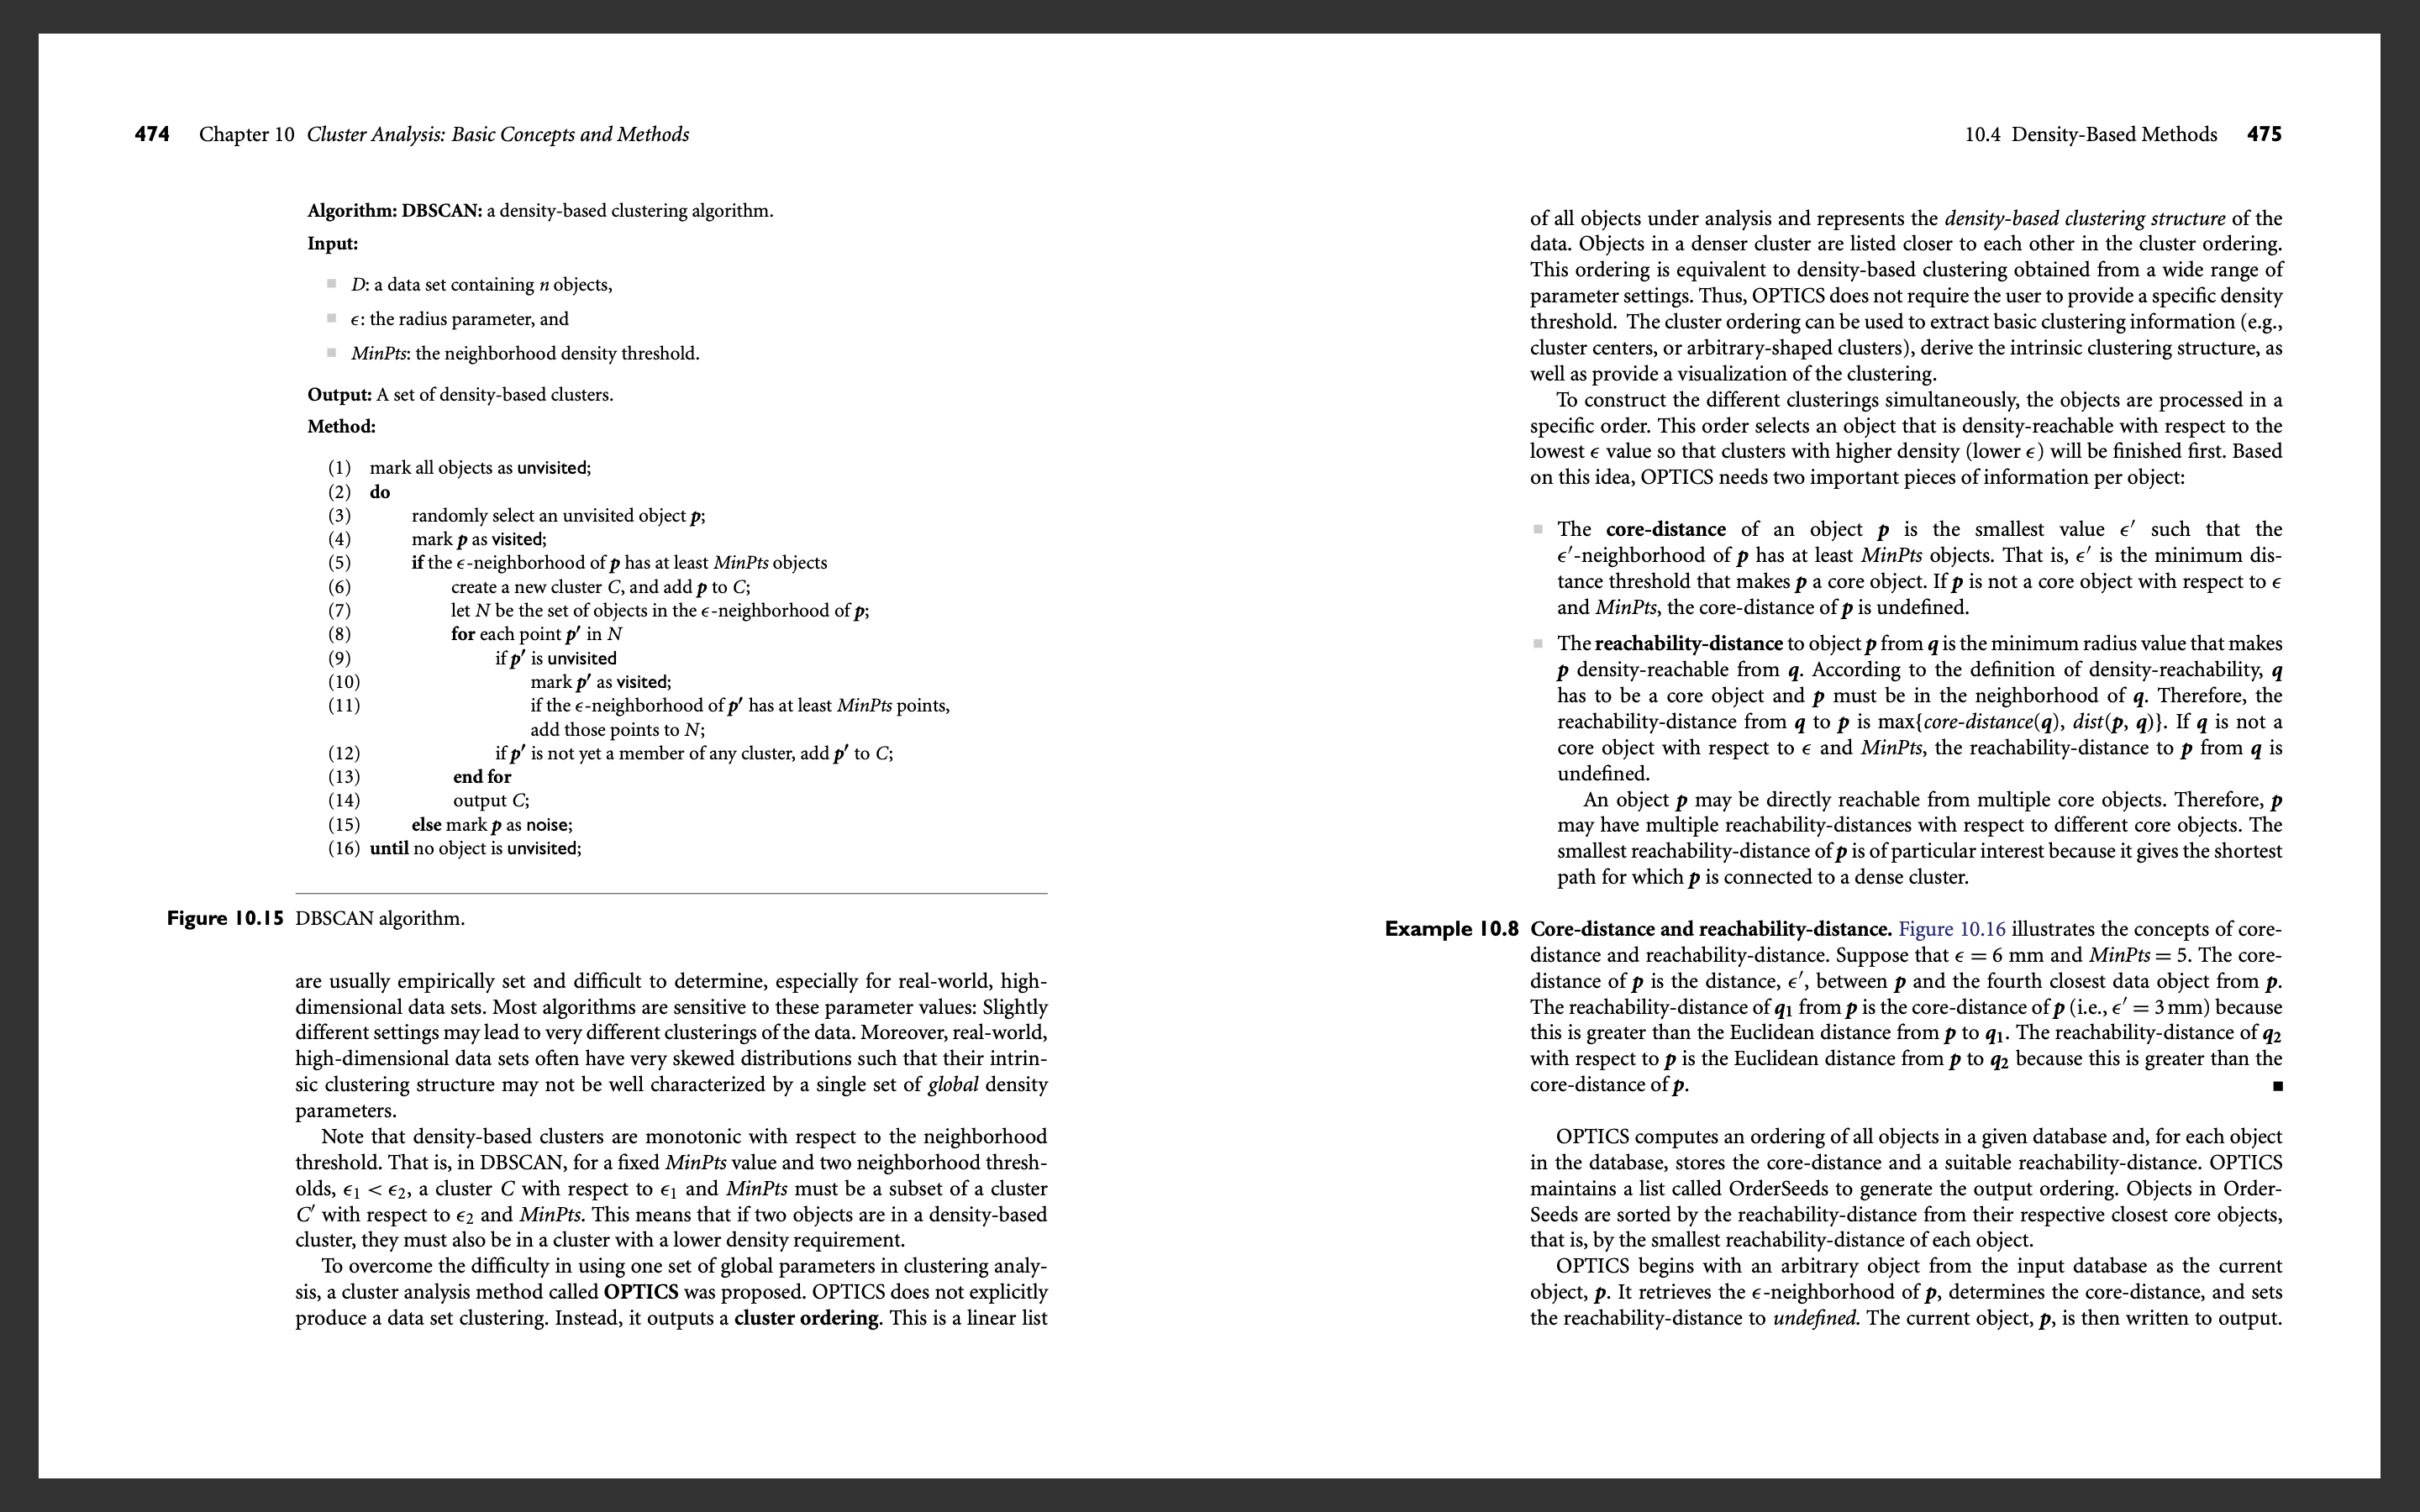 474 Chapter 10 Cluster Analysis: Basic Concepts and Methods
Algorithm: DBSCAN: a density-based clustering algorithm.
Input:
D: a data set containing n objects,
ϵ: the radius parameter, and
MinPts: the neighborhood density threshold.
Output: A set of density-based clusters.
Method:
(1) mark all objects as unvisited;
(2) do
(3) randomly select an unvisited object p;
(4) mark p as visited;
(5) if the ϵ-neighborhood of p has at least MinPts objects
(6) create a new cluster C, and add p to C;
(7) let N be the set of objects in the ϵ-neighborhood of p;
(8) for each point p′ in N
(9) if p′ is unvisited
(10) mark p′ as visited;
(11) if the ϵ-neighborhood of p′ has at least MinPts points,
add those points to N;
(12) if p′ is not yet a member of any cluster, add p′ to C;
(13) end for
(14) output C;
(15) else mark p as noise;
(16) until no object is unvisited;
Figure 10.15 DBSCAN algorithm.
are usually empirically set and difficult to determine, especially for real-world, high-
dimensional data sets. Most algorithms are sensitive to these parameter values: Slightly
different settings may lead to very different clusterings of the data. Moreover, real-world,
high-dimensional data sets often have very skewed distributions such that their intrin-
sic clustering structure may not be well characterized by a single set of global density
parameters.
Note that density-based clusters are monotonic with respect to the neighborhood
threshold. That is, in DBSCAN, for a fixed MinPts value and two neighborhood thresh-
olds, ϵ1 < ϵ2, a cluster C with respect to ϵ1 and MinPts must be a subset of a cluster
C′ with respect to ϵ2 and MinPts. This means that if two objects are in a density-based
cluster, they must also be in a cluster with a lower density requirement.
To overcome the difficulty in using one set of global parameters in clustering analy-
sis, a cluster analysis method called OPTICS was proposed. OPTICS does not explicitly
produce a data set clustering. Instead, it outputs a cluster ordering. This is a linear list
10.4 Density-Based Methods 475
of all objects under analysis and represents the density-based clustering structure of the
data. Objects in a denser cluster are listed closer to each other in the cluster ordering.
This ordering is equivalent to density-based clustering obtained from a wide range of
parameter settings. Thus, OPTICS does not require the user to provide a specific density
threshold. The cluster ordering can be used to extract basic clustering information (e.g.,
cluster centers, or arbitrary-shaped clusters), derive the intrinsic clustering structure, as
well as provide a visualization of the clustering.
To construct the different clusterings simultaneously, the objects are processed in a
specific order. This order selects an object that is density-reachable with respect to the
lowest ϵ value so that clusters with higher density (lower ϵ) will be finished first. Based
on this idea, OPTICS needs two important pieces of information per object:
The core-distance of an object p is the smallest value ϵ′ such that the
ϵ′-neighborhood of p has at least MinPts objects. That is, ϵ′ is the minimum dis-
tance threshold that makes p a core object. If p is not a core object with respect to ϵ
and MinPts, the core-distance of p is undefined.
The reachability-distance to object p from q is the minimum radius value that makes
p density-reachable from q. According to the definition of density-reachability, q
has to be a core object and p must be in the neighborhood of q. Therefore, the
reachability-distance from q to p is max{core-distance(q), dist(p, q)}. If q is not a
core object with respect to ϵ and MinPts, the reachability-distance to p from q is
undefined.
An object p may be directly reachable from multiple core objects. Therefore, p
may have multiple reachability-distances with respect to different core objects. The
smallest reachability-distance of p is of particular interest because it gives the shortest
path for which p is connected to a dense cluster.
Example 10.8 Core-distance and reachability-distance. Figure 10.16 illustrates the concepts of core-
distance and reachability-distance. Suppose that ϵ = 6 mm and MinPts = 5. The core-
distance of p is the distance, ϵ′, between p and the fourth closest data object from p.
The reachability-distance of q1 from p is the core-distance of p (i.e., ϵ′ = 3 mm) because
this is greater than the Euclidean distance from p to q1. The reachability-distance of q2
with respect to p is the Euclidean distance from p to q2 because this is greater than the
core-distance of p.
OPTICS computes an ordering of all objects in a given database and, for each object
in the database, stores the core-distance and a suitable reachability-distance. OPTICS
maintains a list called OrderSeeds to generate the output ordering. Objects in Order-
Seeds are sorted by the reachability-distance from their respective closest core objects,
that is, by the smallest reachability-distance of each object.
OPTICS begins with an arbitrary object from the input database as the current
object, p. It retrieves the ϵ-neighborhood of p, determines the core-distance, and sets
the reachability-distance to undefined. The current object, p, is then written to output.